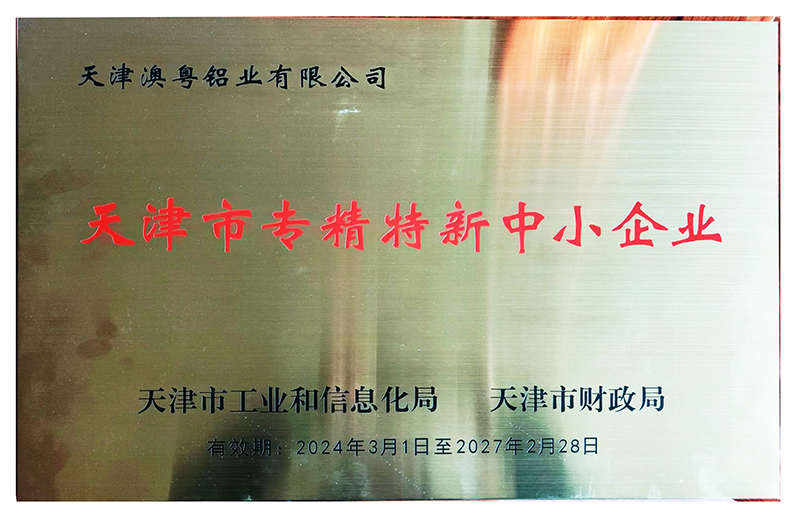 天津澳粤铝业有限公司
天津市专精特新中小企业
天津市工业和信息化局 天津市财政局
有效期：2024年3月1日至2027年2月28日